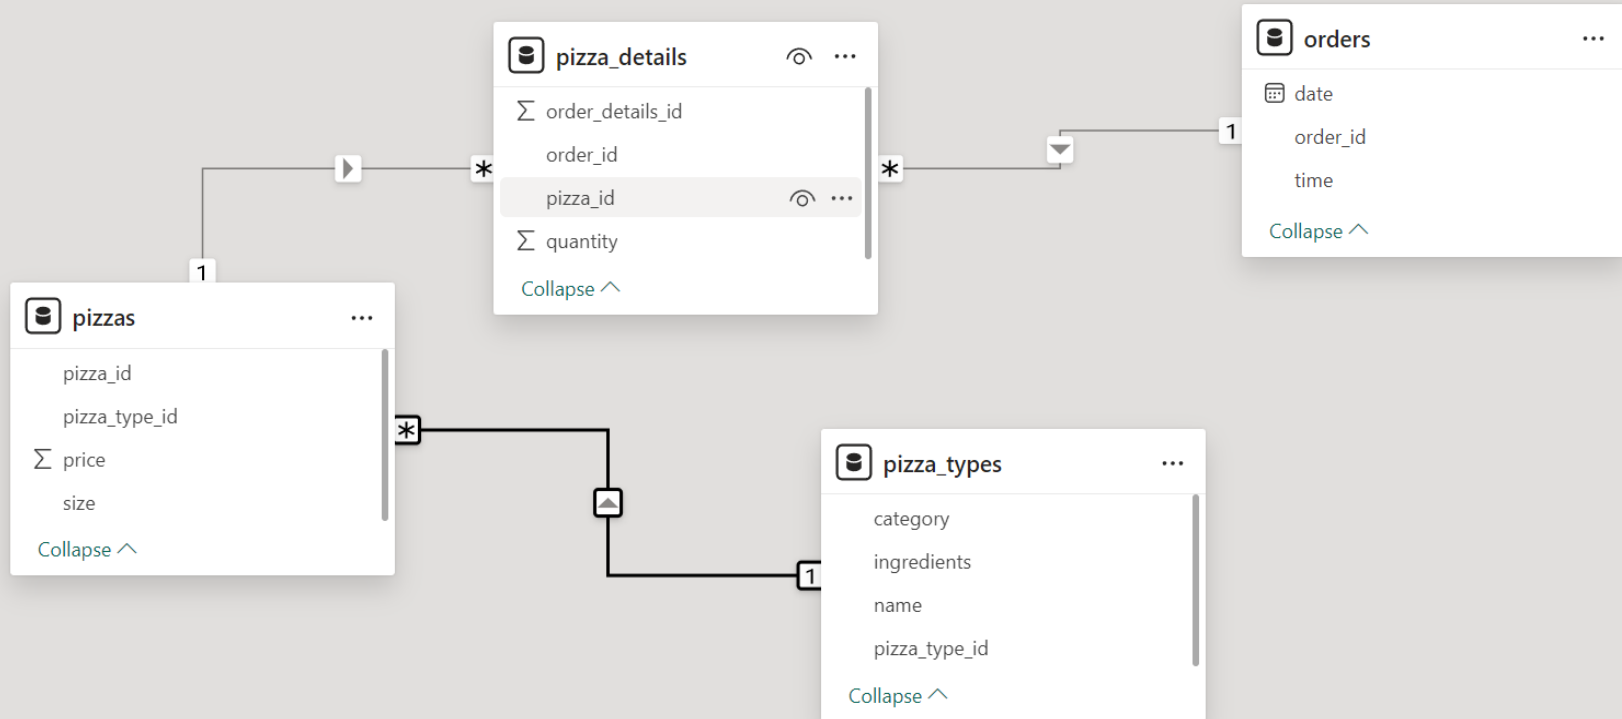 pizza_details
Σ order_details_id
order_id
pizza_id
Σ quantity
Collapse
*
*
1
orders
date
order_id
time
Collapse
1
pizzas
pizza_id
pizza_type_id
Σ price
size
Collapse
*
1
pizza_types
category
ingredients
name
pizza_type_id
Collapse